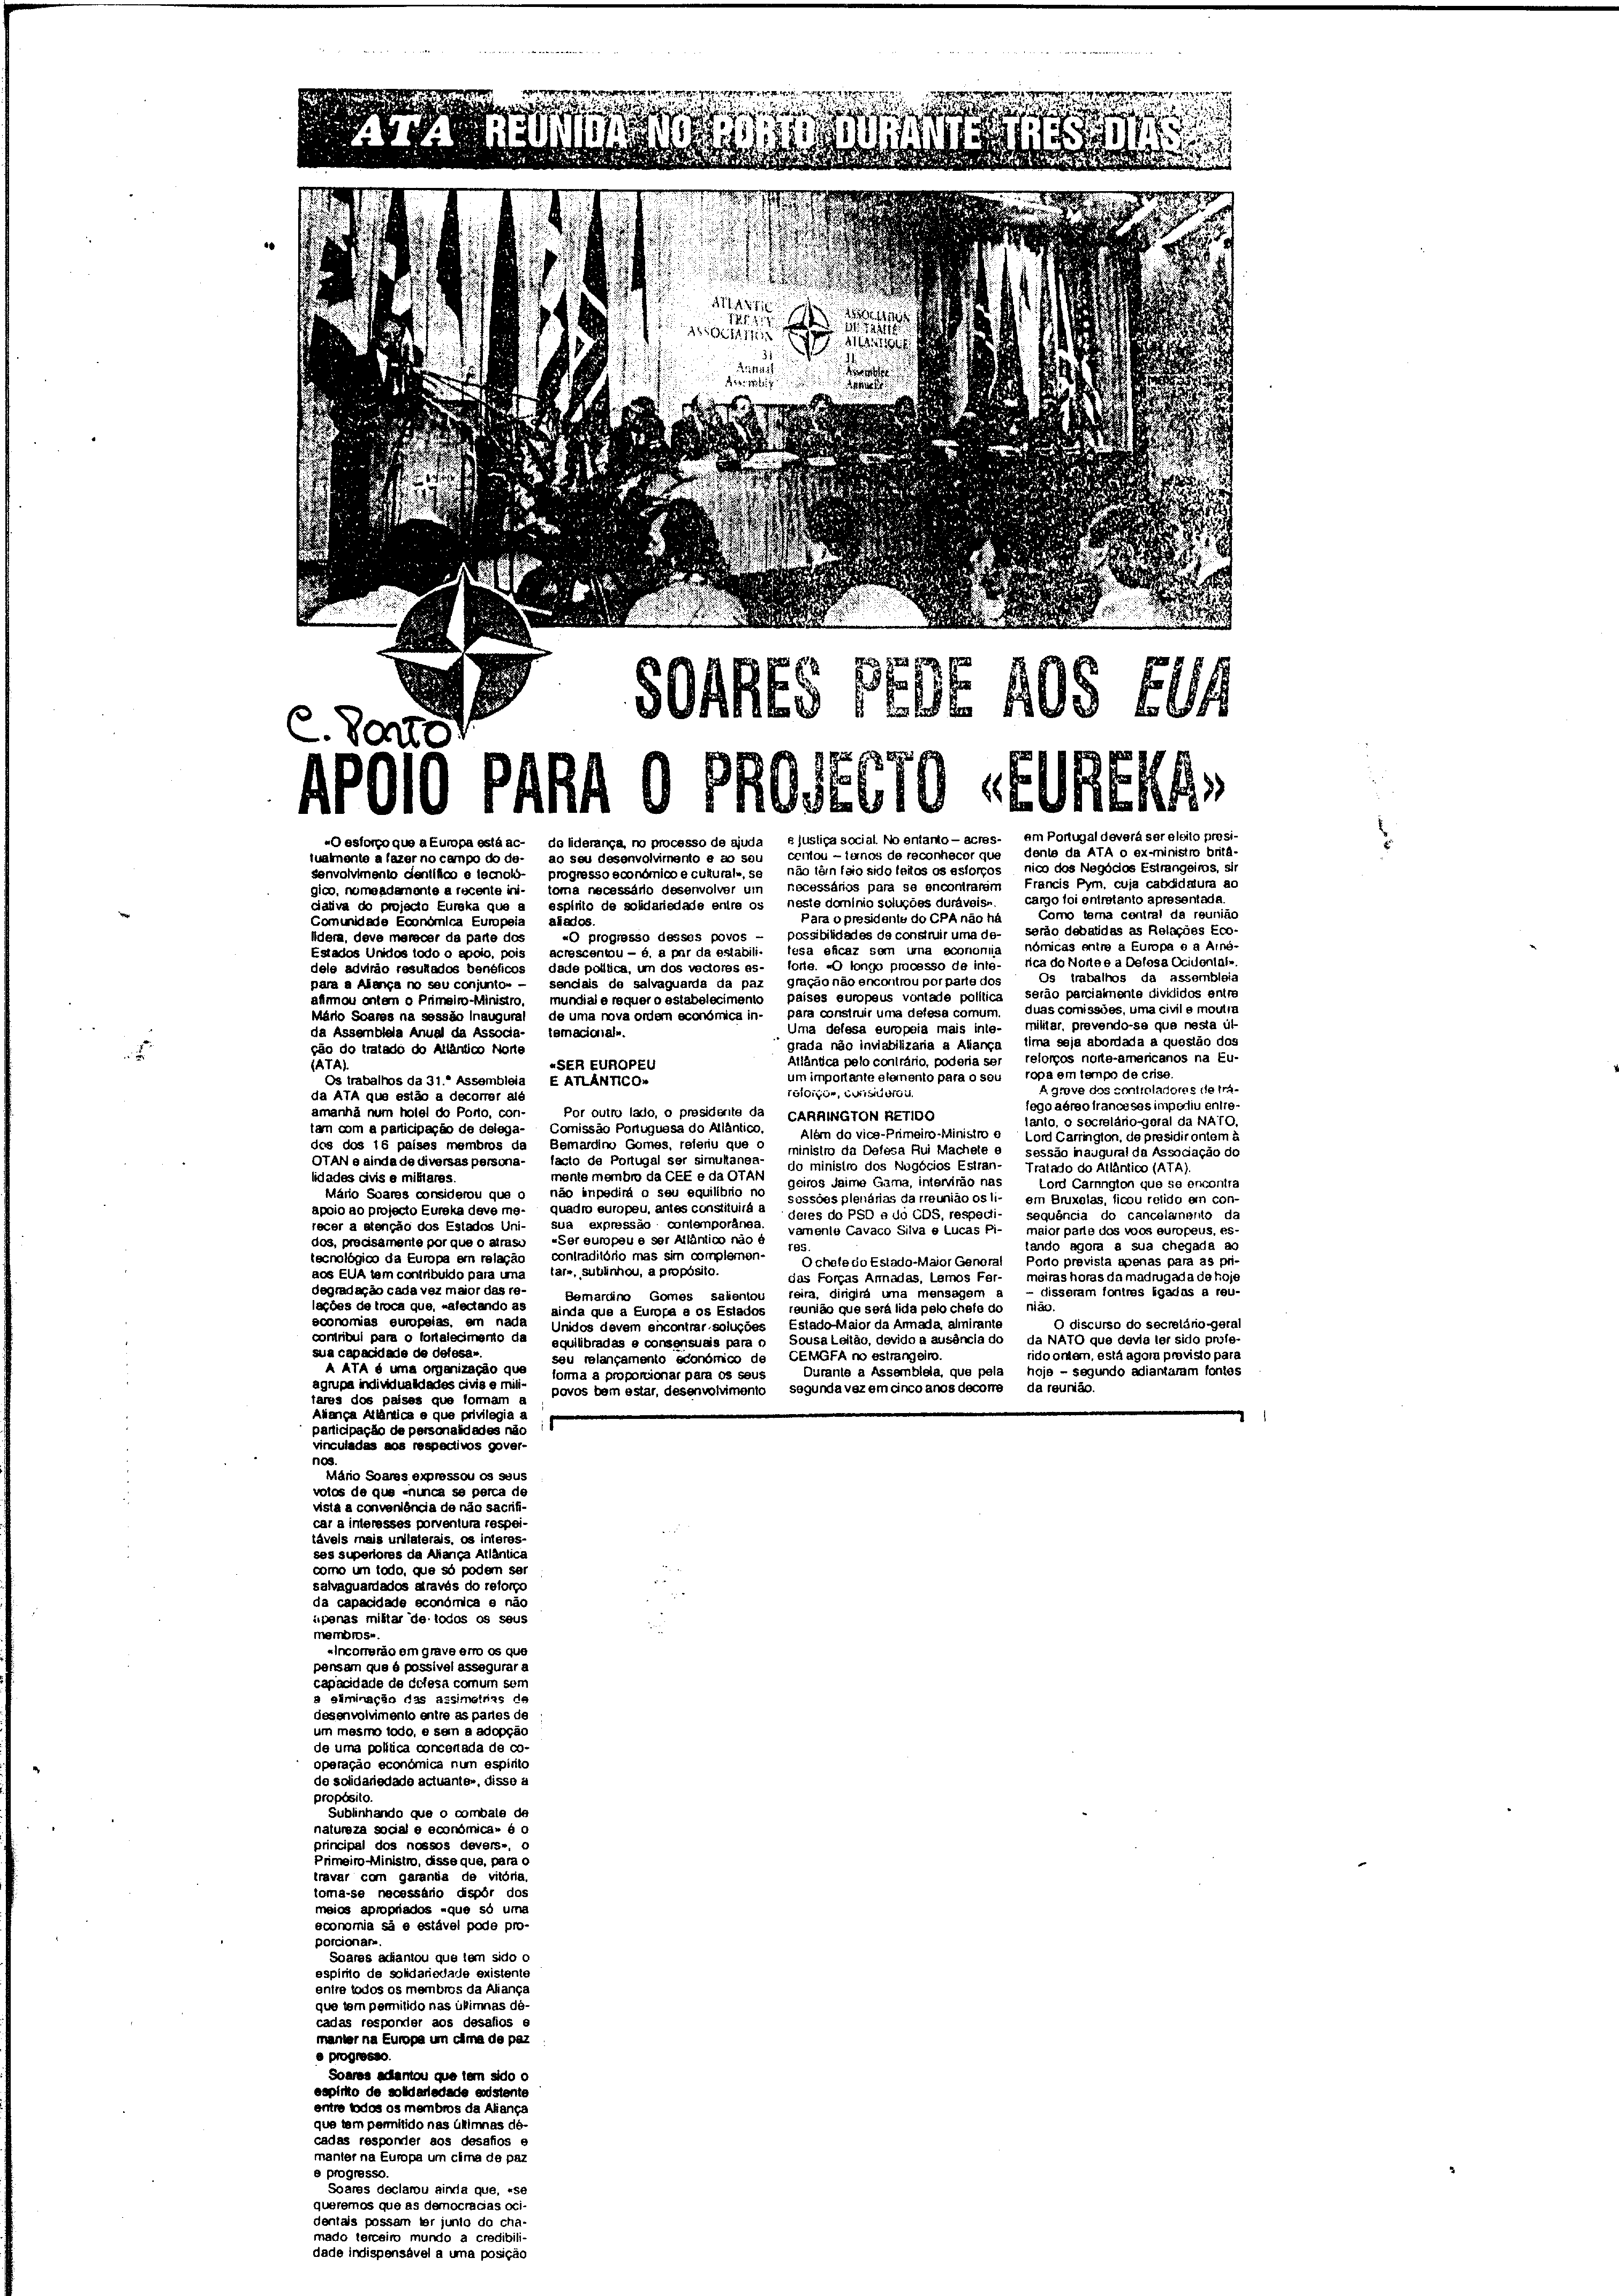 ATA REUNIDA NO PORTO DURANTE TRES DIAS
ATLANTIC
TREATY
ASSOCIATION
31
Annual
Assembly
ASSOCIATION
DU TRAITÉ
ATLANTIQUE
31
Assemblée
Annuelle
C. Porto
SOARES PEDE AOS EUA
APOIO PARA O PROJECTO «EUREKA»
«O esforço que a Europa está ac-
tualmente a fazer no campo do de-
senvolvimento científico e tecnoló-
gico, nomeadamente a recente ini-
ciativa do projecto Eureka que a
Comunidade Económica Europeia
lidera, deve merecer da parte dos
Estados Unidos todo o apoio, pois
dele advirão resultados benéficos
para a Aliança no seu conjunto» –
afirmou ontem o Primeiro-Ministro,
Mário Soares na sessão inaugural
da Assembleia Anual da Associa-
ção do tratado do Atlântico Norte
(ATA).
Os trabalhos da 31.ª Assembleia
da ATA que estão a decorrer até
amanhã num hotel do Porto, con-
tam com a participação de delega-
dos dos 16 países membros da
OTAN e ainda de diversas persona-
lidades civis e militares.
Mário Soares considerou que o
apoio ao projecto Eureka deve me-
recer a atenção dos Estados Uni-
dos, precisamente por que o atraso
tecnológico da Europa em relação
aos EUA tem contribuído para uma
degradação cada vez maior das re-
lações de troca que, «afectando as
economias europeias, em nada
contribui para o fortalecimento da
sua capacidade de defesa».
A ATA é uma organização que
agrupa individualidades civis e mili-
tares dos países que formam a
Aliança Atlântica e que privilegia a
participação de personalidades não
vinculadas aos respectivos gover-
nos.
Mário Soares expressou os seus
votos de que «nunca se perca de
vista a conveniência de não sacrifi-
car a interesses porventura respei-
táveis mais unilaterais, os interes-
ses superiores da Aliança Atlântica
como um todo, que só podem ser
salvaguardados através do reforço
da capacidade económica e não
apenas militar de todos os seus
membros».
«Incorrerão em grave erro os que
pensam que é possível assegurar a
capacidade de defesa comum sem
a eliminação das assimetrias de
desenvolvimento entre as partes de
um mesmo todo, e sem a adopção
de uma política concertada de co-
operação económica num espírito
de solidariedade actuante», disse a
propósito.
Sublinhando que o combate de
natureza social e económica» é o
principal dos nossos devers», o
Primeiro-Ministro, disse que, para o
travar com garantia de vitória,
torna-se necessário dispôr dos
meios apropriados «que só uma
economia sã e estável pode pro-
porcionar».
Soares adiantou que tem sido o
espírito de solidariedade existente
entre todos os membros da Aliança
que tem permitido nas últimnas dé-
cadas responder aos desafios e
manter na Europa um clima de paz
e progresso.
Soares adiantou que tem sido o
espírito de solidariedade existente
entre todos os membros da Aliança
que tem permitido nas últimnas dé-
cadas responder aos desafios e
manter na Europa um clima de paz
e progresso.
Soares declarou ainda que, «se
queremos que as democracias oci-
dentais possam ter junto do cha-
mado terceiro mundo a credibili-
dade indispensável a uma posição
de liderança, no processo de ajuda
ao seu desenvolvimento e ao seu
progresso económico e cultural», se
torna necessário desenvolver um
espírito de solidariedade entre os
aliados.
«O progresso desses povos –
acrescentou – é, a par da estabili-
dade política, um dos vectores es-
senciais de salvaguarda da paz
mundial e requer o estabelecimento
de uma nova ordem económica in-
ternacional».
«SER EUROPEU
E ATLÂNTICO»
Por outro lado, o presidente da
Comissão Portuguesa do Atlântico,
Bernardino Gomes, referiu que o
facto de Portugal ser simultanea-
mente membro da CEE e da OTAN
não impedirá o seu equilíbrio no
quadro europeu, antes constituirá a
sua expressão contemporânea.
«Ser europeu e ser Atlântico não é
contraditório mas sim complemen-
tar», sublinhou, a propósito.
Bernardino Gomes salientou
ainda que a Europa e os Estados
Unidos devem encontrar soluções
equilibradas e consensuais para o
seu relançamento económico de
forma a proporcionar para os seus
povos bem estar, desenvolvimento
e justiça social. No entanto – acres-
centou – temos de reconhecer que
não têm feio sido feitos os esforços
necessários para se encontrarem
neste domínio soluções duráveis».
Para o presidente do CPA não há
possibilidades de construir uma de-
fesa eficaz sem uma economia
forte. «O longo processo de inte-
gração não encontrou por parte dos
países europeus vontade política
para construir uma defesa comum.
Uma defesa europeia mais inte-
grada não inviabilizaria a Aliança
Atlântica pelo contrário, poderia ser
um importante elemento para o seu
reforço», considerou.
CARRINGTON RETIDO
Além do vice-Primeiro-Ministro e
ministro da Defesa Rui Machete e
do ministro dos Nogócios Estran-
geiros Jaime Gama, intervirão nas
sessões plenárias da rreunião os lí-
deres do PSD e do CDS, respecti-
vamente Cavaco Silva e Lucas Pi-
res.
O chefe do Estado-Maior General
das Forças Armadas, Lemos Fer-
reira, dirigirá uma mensagem a
reunião que será lida pelo chefe do
Estado-Maior da Armada, almirante
Sousa Leitão, devido a ausência do
CEMGFA no estrangeiro.
Durante a Assembleia, que pela
segunda vez em cinco anos decorre
em Portugal deverá ser eleito presi-
dente da ATA o ex-ministro britâ-
nico dos Negócios Estrangeiros, sir
Francis Pym, cuja cabdidatura ao
cargo foi entretanto apresentada.
Como tema central da reunião
serão debatidas as Relações Eco-
nómicas entre a Europa e a Amé-
rica do Norte e a Defesa Ocidental».
Os trabalhos da assembleia
serão parcialmente divididos entre
duas comissões, uma civil e moutra
militar, prevendo-se que nesta úl-
tima seja abordada a questão dos
reforços norte-americanos na Eu-
ropa em tempo de crise.
A greve dos controladores de trá-
fego aéreo franceses impediu entre-
tanto, o secretário-geral da NATO,
Lord Carrington, de presidir ontem à
sessão inaugural da Associação do
Tratado do Atlântico (ATA).
Lord Carrington que se encontra
em Bruxelas, ficou retido em con-
sequência do cancelamento da
maior parte dos voos europeus, es-
tando agora a sua chegada ao
Porto prevista apenas para as pri-
meiras horas da madrugada de hoje
– disseram fontres ligadas a reu-
nião.
O discurso do secretário-geral
da NATO que devia ter sido profe-
rido ontem, está agora previsto para
hoje – segundo adiantaram fontes
da reunião.